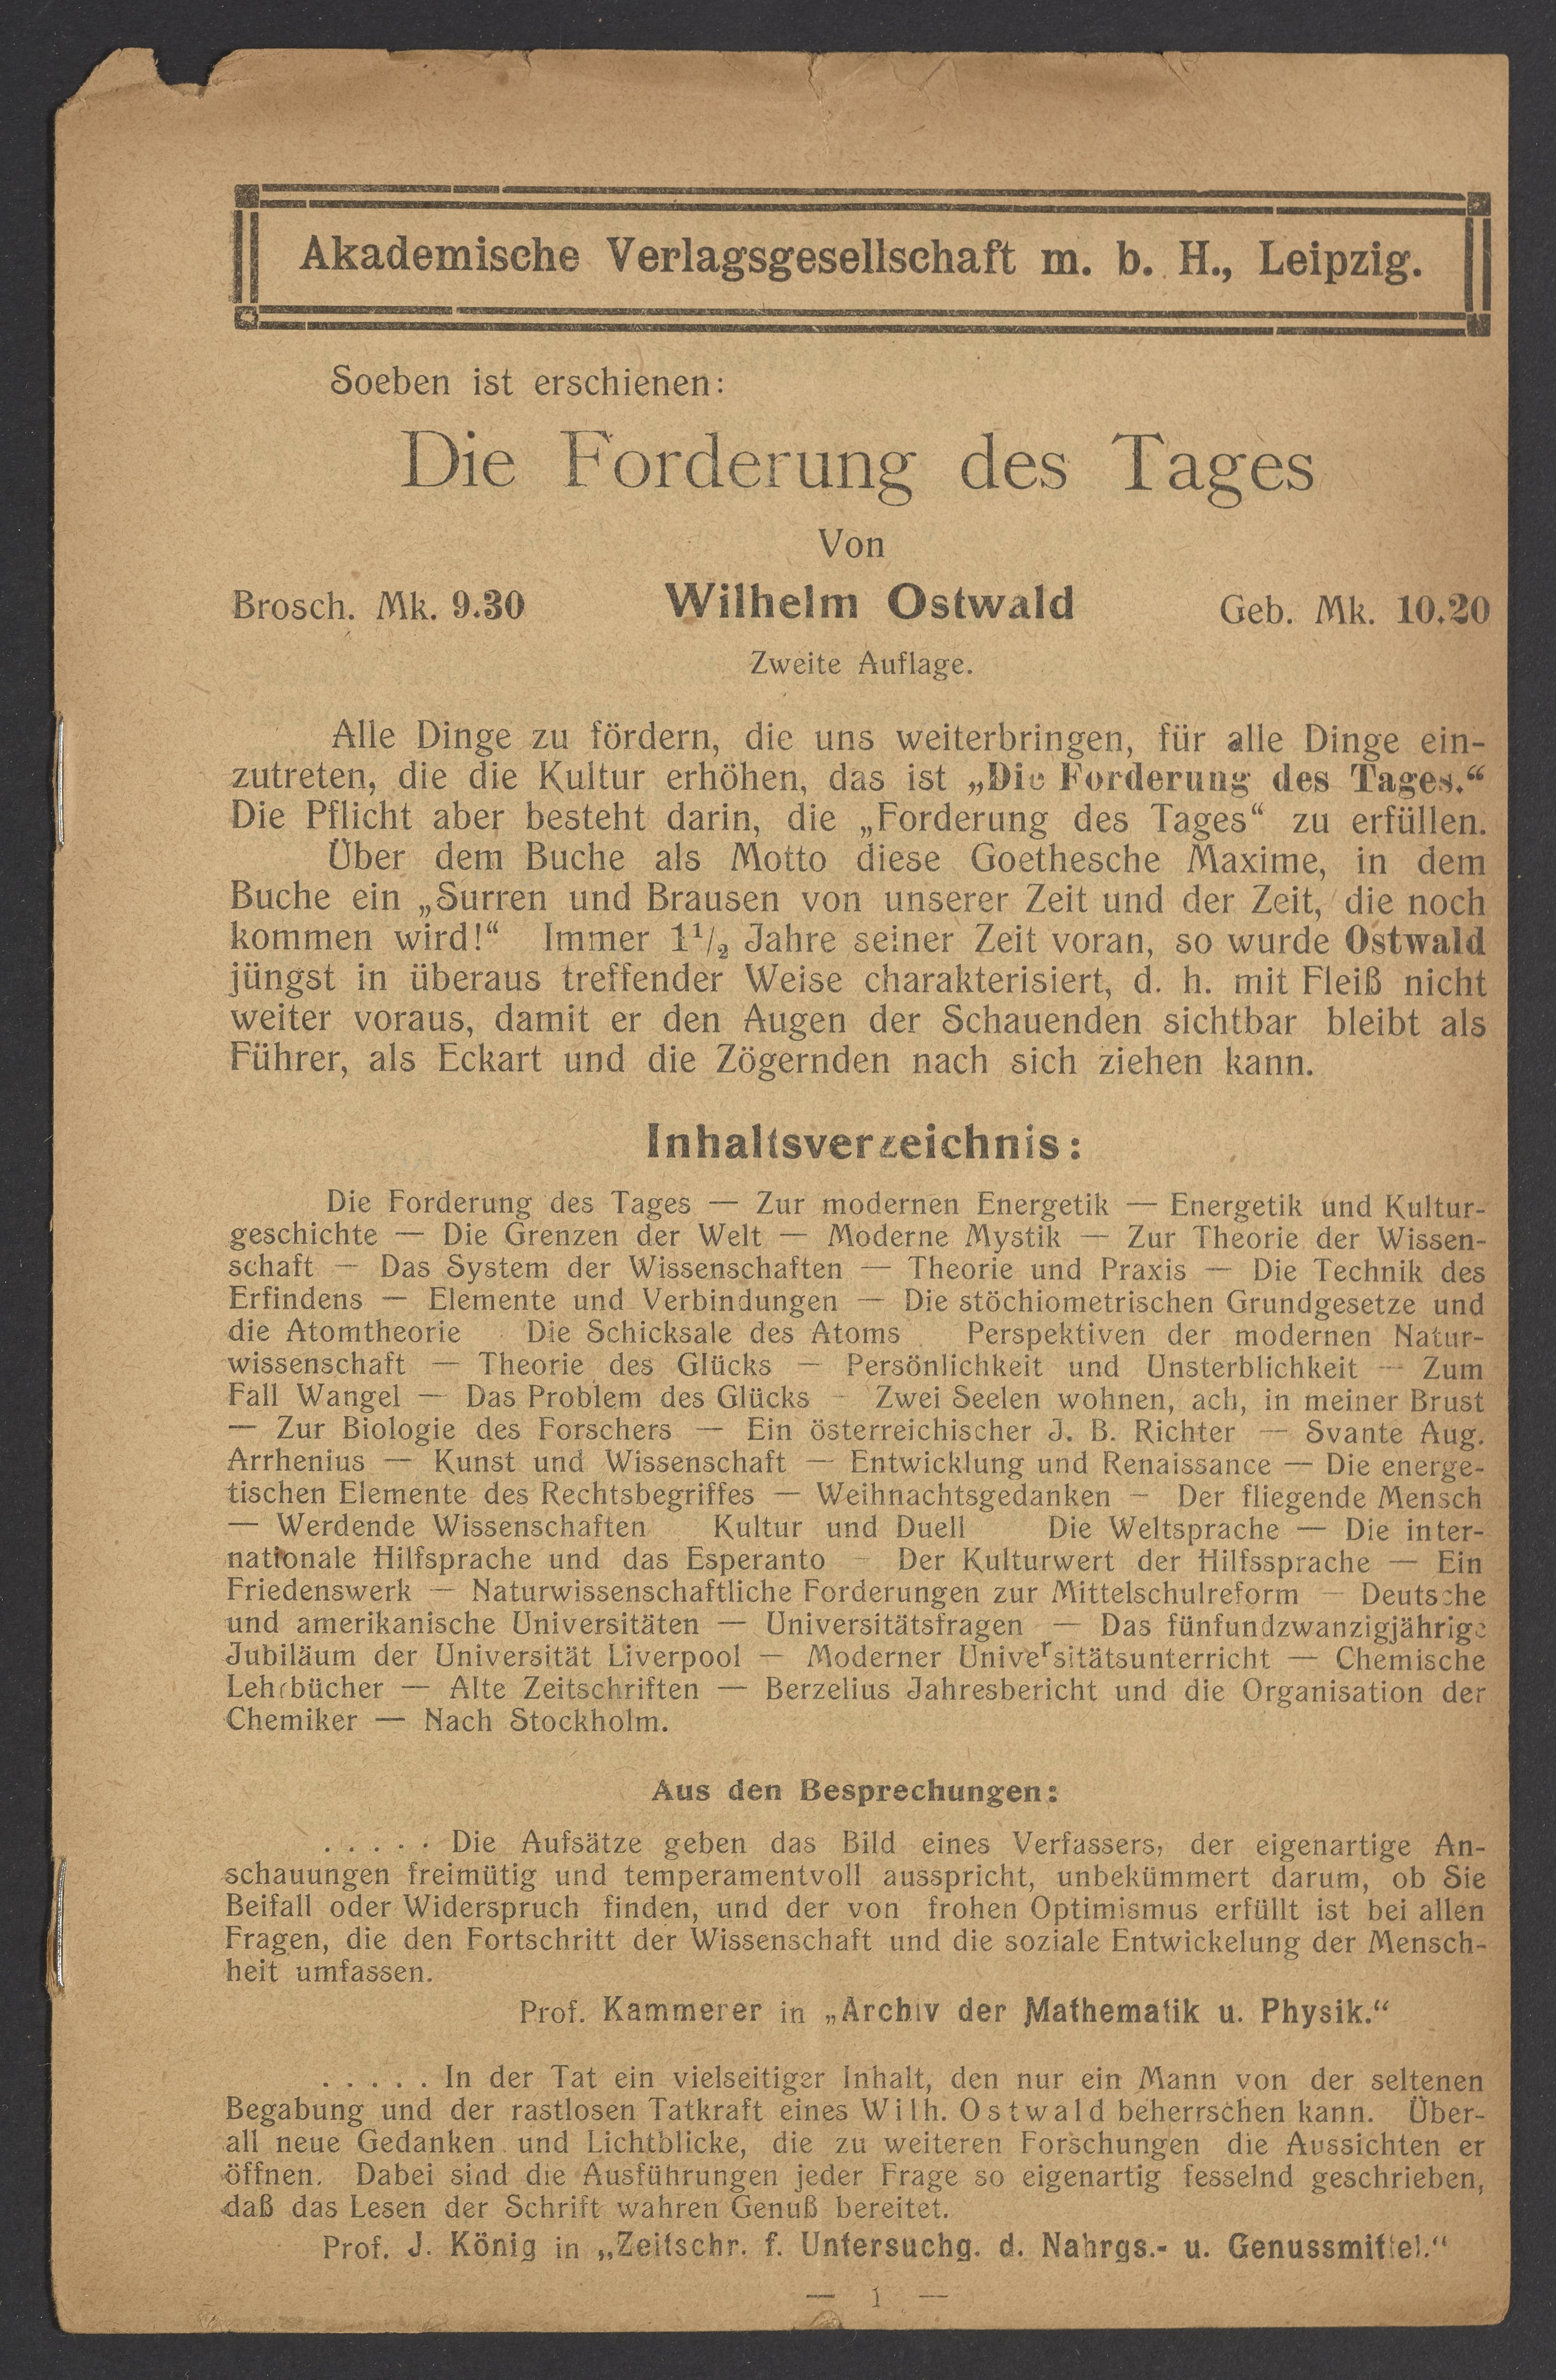 Akademische Verlagsgesellschaft m. b. H., Leipzig.
Soeben ist erschienen:
Die Forderung des Tages
Von
Brosch. Mk. 9.30 Wilhelm Ostwald Geb. Mk. 10.20
Zweite Auflage.
Alle Dinge zu fördern, die uns weiterbringen, für alle Dinge ein-
zutreten, die die Kultur erhöhen, das ist „Die Forderung des Tages.“
Die Pflicht aber besteht darin, die „Forderung des Tages“ zu erfüllen.
Über dem Buche als Motto diese Goethesche Maxime, in dem
Buche ein „Surren und Brausen von unserer Zeit und der Zeit, die noch
kommen wird!“ Immer 1¹/₂ Jahre seiner Zeit voran, so wurde Ostwald
jüngst in überaus treffender Weise charakterisiert, d. h. mit Fleiß nicht
weiter voraus, damit er den Augen der Schauenden sichtbar bleibt als
Führer, als Eckart und die Zögernden nach sich ziehen kann.
Inhaltsverzeichnis:
Die Forderung des Tages — Zur modernen Energetik — Energetik und Kultur-
geschichte — Die Grenzen der Welt — Moderne Mystik — Zur Theorie der Wissen-
schaft — Das System der Wissenschaften — Theorie und Praxis — Die Technik des
Erfindens — Elemente und Verbindungen — Die stöchiometrischen Grundgesetze und
die Atomtheorie Die Schicksale des Atoms Perspektiven der modernen Natur-
wissenschaft — Theorie des Glücks — Persönlichkeit und Unsterblichkeit — Zum
Fall Wangel — Das Problem des Glücks — Zwei Seelen wohnen, ach, in meiner Brust
— Zur Biologie des Forschers — Ein österreichischer J. B. Richter — Svante Aug.
Arrhenius — Kunst und Wissenschaft — Entwicklung und Renaissance — Die energe-
tischen Elemente des Rechtsbegriffes — Weihnachtsgedanken — Der fliegende Mensch
— Werdende Wissenschaften Kultur und Duell Die Weltsprache — Die inter-
nationale Hilfsprache und das Esperanto — Der Kulturwert der Hilfssprache — Ein
Friedenswerk — Naturwissenschaftliche Forderungen zur Mittelschulreform — Deutsche
und amerikanische Universitäten — Universitätsfragen — Das fünfundzwanzigjährige
Jubiläum der Universität Liverpool — Moderner Universitätsunterricht — Chemische
Lehrbücher — Alte Zeitschriften — Berzelius Jahresbericht und die Organisation der
Chemiker — Nach Stockholm.
Aus den Besprechungen:
. . . . . Die Aufsätze geben das Bild eines Verfassers, der eigenartige An-
schauungen freimütig und temperamentvoll ausspricht, unbekümmert darum, ob Sie
Beifall oder Widerspruch finden, und der von frohen Optimismus erfüllt ist bei allen
Fragen, die den Fortschritt der Wissenschaft und die soziale Entwickelung der Mensch-
heit umfassen.
Prof. Kammerer in „Archiv der Mathematik u. Physik.“
. . . . . In der Tat ein vielseitiger Inhalt, den nur ein Mann von der seltenen
Begabung und der rastlosen Tatkraft eines Wilh. Ostwald beherrschen kann. Über-
all neue Gedanken und Lichtblicke, die zu weiteren Forschungen die Aussichten er
öffnen. Dabei sind die Ausführungen jeder Frage so eigenartig fesselnd geschrieben,
daß das Lesen der Schrift wahren Genuß bereitet.
Prof. J. König in „Zeitschr. f. Untersuchg. d. Nahrgs.- u. Genussmittel.“
— 1 —